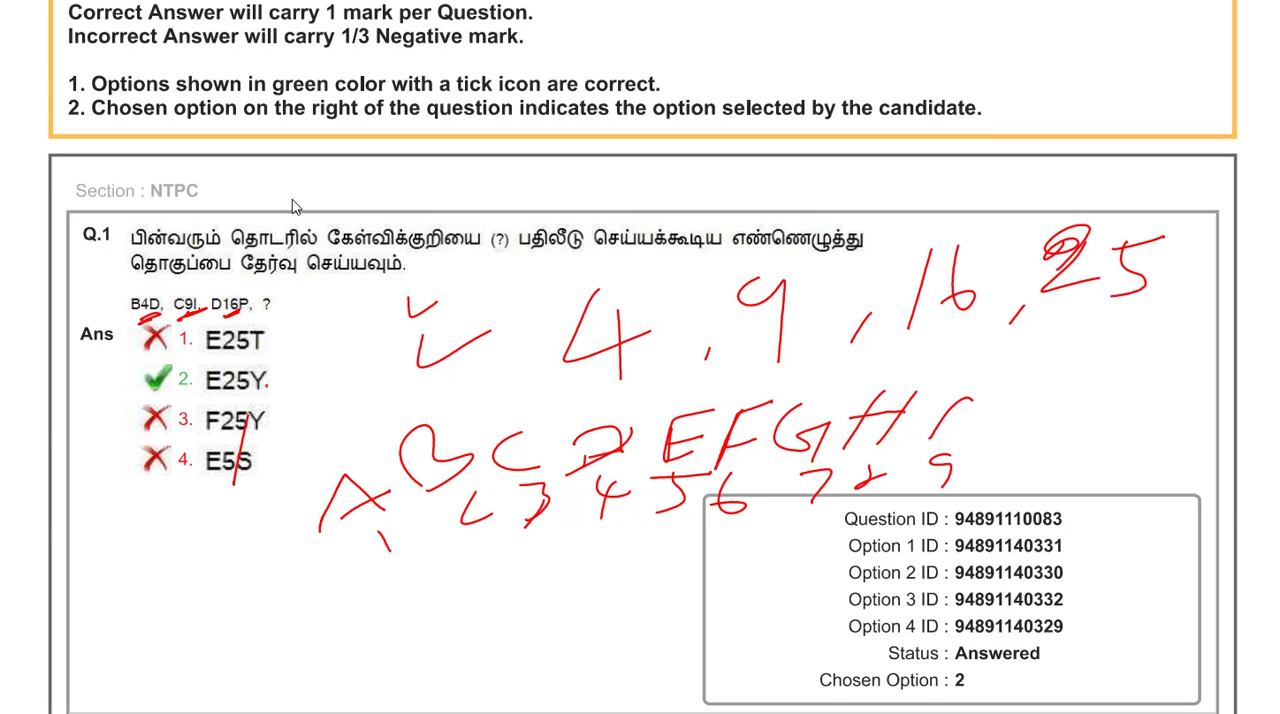 Correct Answer will carry 1 mark per Question.
Incorrect Answer will carry 1/3 Negative mark.
1. Options shown in green color with a tick icon are correct.
2. Chosen option on the right of the question indicates the option selected by the candidate.
Section : NTPC
Q.1 பின்வரும் தொடரில் கேள்விக்குறியை (?) பதிலீடு செய்யக்கூடிய எண்ணெழுத்து
தொகுப்பை தேர்வு செய்யவும்.
B4D, C9I, D16P, ?
Ans 1. E25T
2. E25Y.
3. F25Y
4. E5S
4, 9, 16, 25
A B C D E F G H I
1 2 3 4 5 6 7 8 9
Question ID : 94891110083
Option 1 ID : 94891140331
Option 2 ID : 94891140330
Option 3 ID : 94891140332
Option 4 ID : 94891140329
Status : Answered
Chosen Option : 2